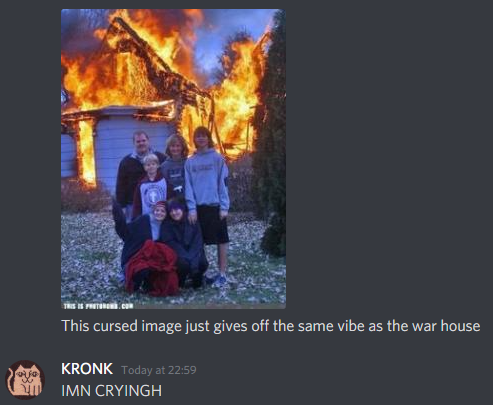 THIS IS PHOTOBOMB.COM
This cursed image just gives off the same vibe as the war house
KRONK Today at 22:59
IMN CRYINGH